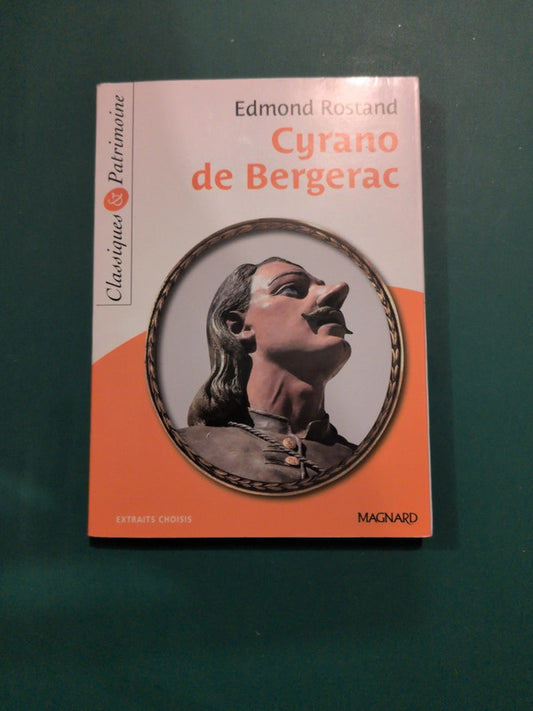 Edmond Rostand
Cyrano
de Bergerac
Classiques & Patrimoine
EXTRAITS CHOISIS
MAGNARD